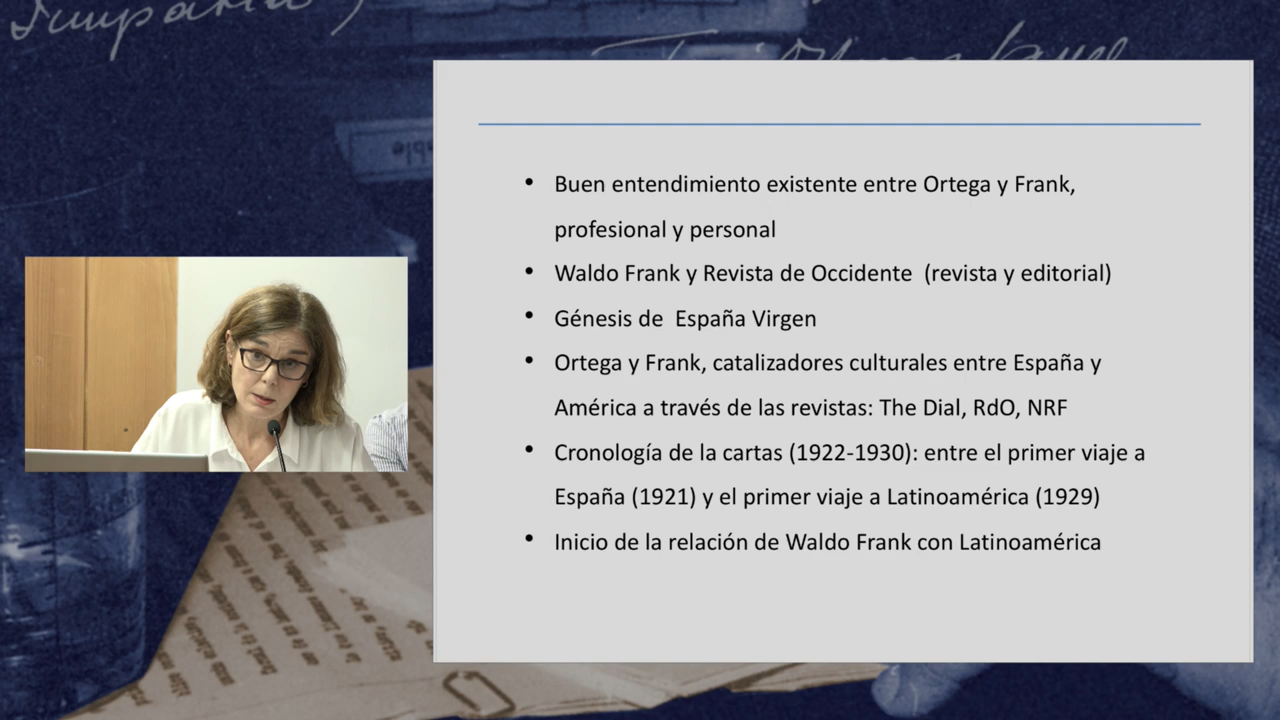 Buen entendimiento existente entre Ortega y Frank,
profesional y personal
Waldo Frank y Revista de Occidente (revista y editorial)
Génesis de España Virgen
Ortega y Frank, catalizadores culturales entre España y
América a través de las revistas: The Dial, RdO, NRF
Cronología de la cartas (1922-1930): entre el primer viaje a
España (1921) y el primer viaje a Latinoamérica (1929)
Inicio de la relación de Waldo Frank con Latinoamérica